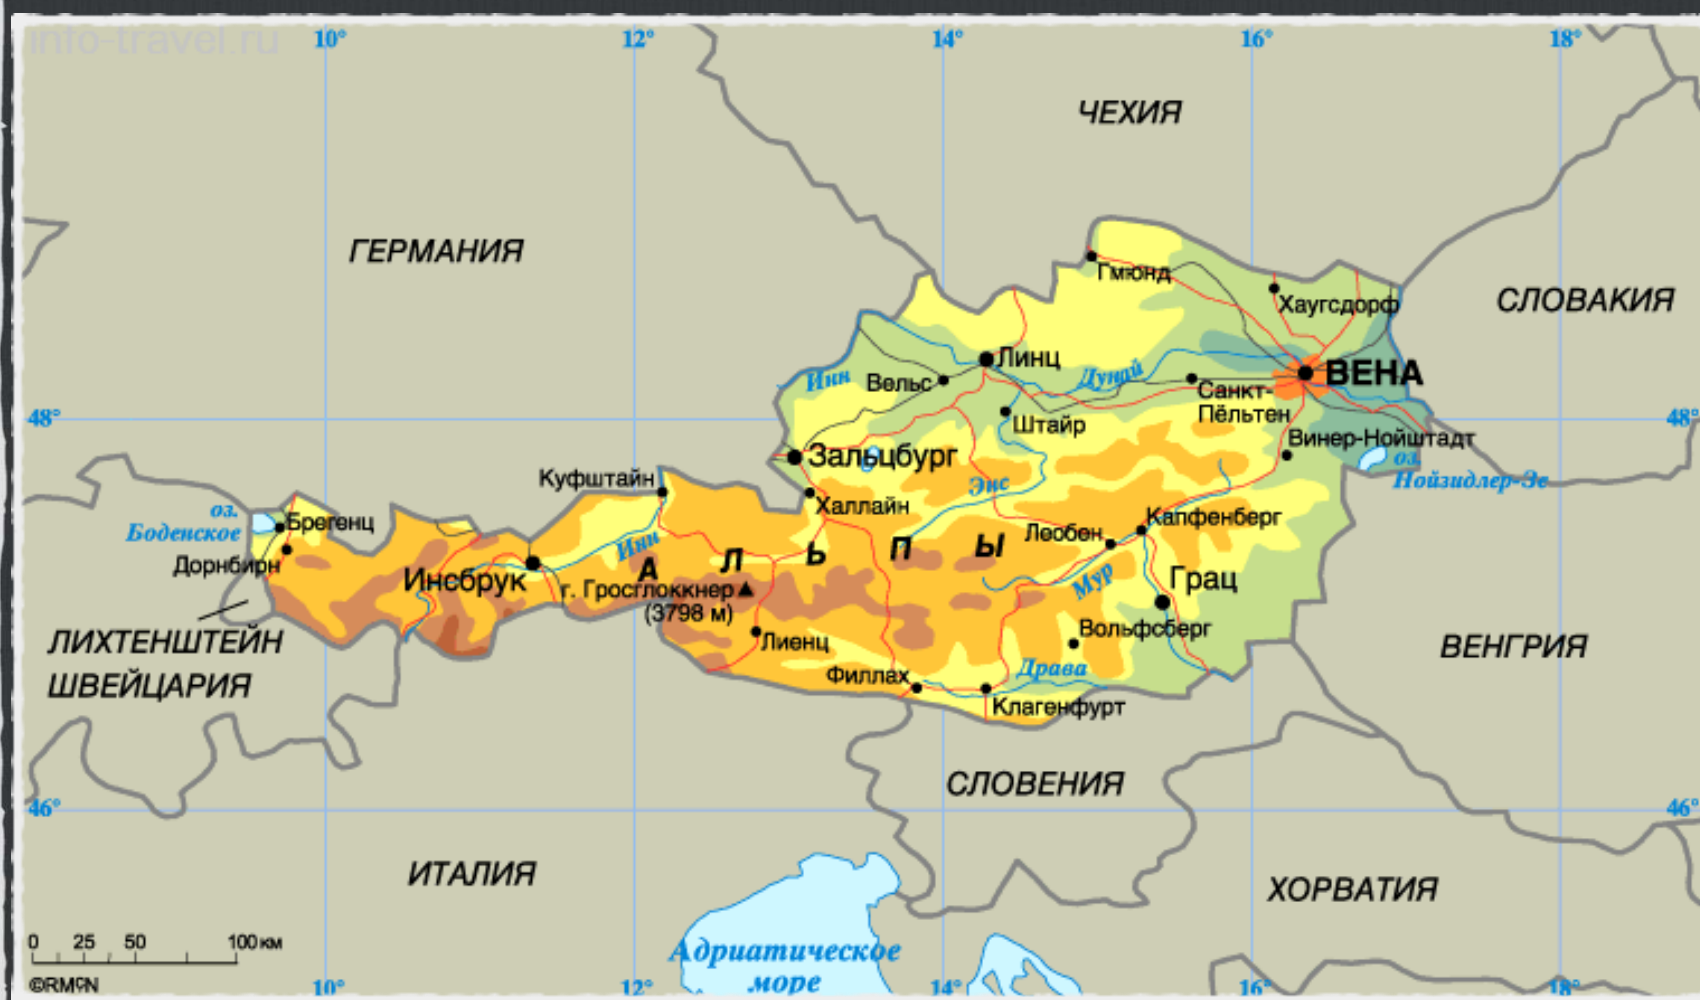 info-travel.ru
10° 12° 14° 16° 18°
ЧЕХИЯ
ГЕРМАНИЯ
Гмюнд
СЛОВАКИЯ
Хаугсдорф
Линц
Дунай
ВЕНА
Инн
Вельс
Санкт-
Пёльтен
48° 48°
Штайр
Винер-Нойштадт
Зальцбург
оз.
Нойзидлер-Зе
Куфштайн
Энс
Халлайн
оз.
Боденское
Брегенц
Капфенберг
Леобен
Инн
АЛЬПЫ
Дорнбирн
Инсбрук
Мур
Грац
г. Гросглоккнер
(3798 м)
Вольфсберг
ЛИХТЕНШТЕЙН
Лиенц
ВЕНГРИЯ
Драва
Филлах
ШВЕЙЦАРИЯ
Клагенфурт
СЛОВЕНИЯ
46° 46°
ИТАЛИЯ
ХОРВАТИЯ
0 25 50 100 км
Адриатическое
море
©RMCN
10° 12° 14° 16° 18°